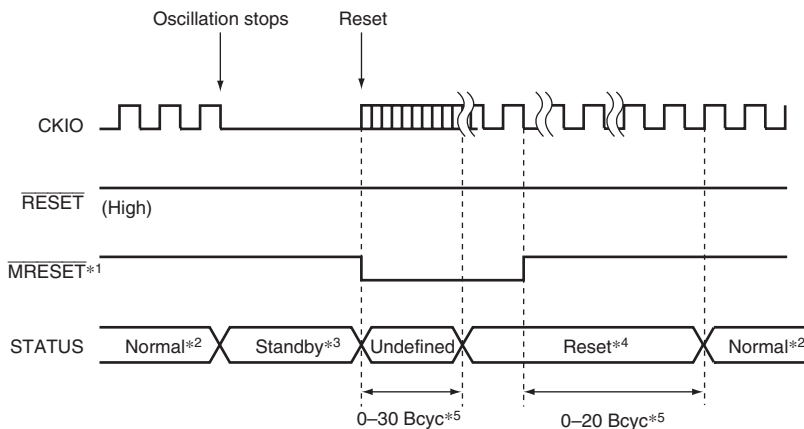 Oscillation stops
Reset
CKIO
RESET
(High)
MRESET*1
STATUS
Normal*2
Standby*3
Undefined
Reset*4
Normal*2
0–30 Bcyc*5
0–20 Bcyc*5